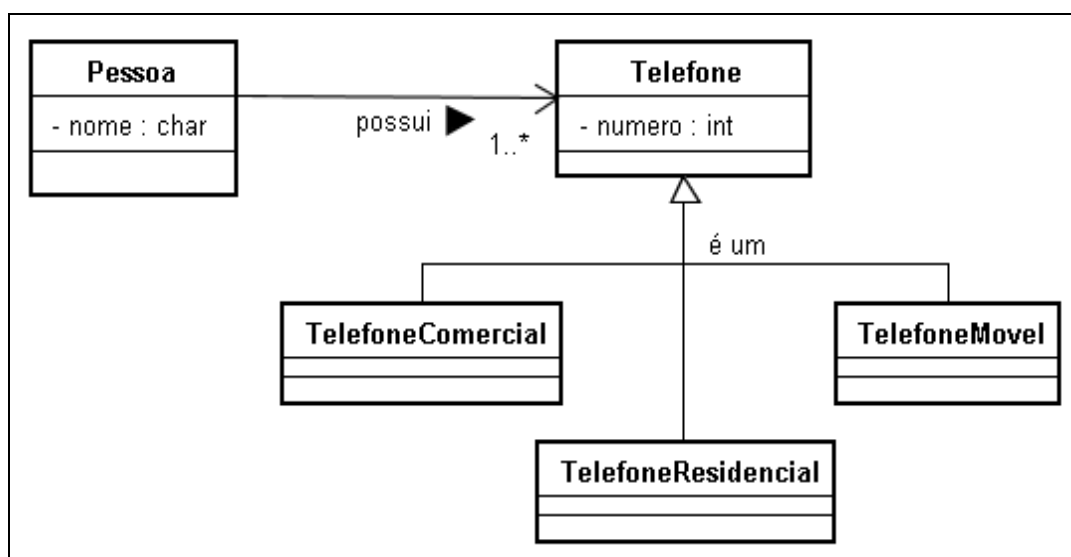 Pessoa
- nome : char
possui
1..*
Telefone
- numero : int
é um
TelefoneComercial
TelefoneMovel
TelefoneResidencial